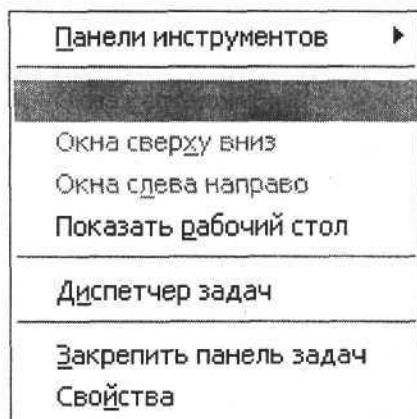 Панели инструментов
Окна сверху вниз
Окна слева направо
Показать рабочий стол
Диспетчер задач
Закрепить панель задач
Свойства